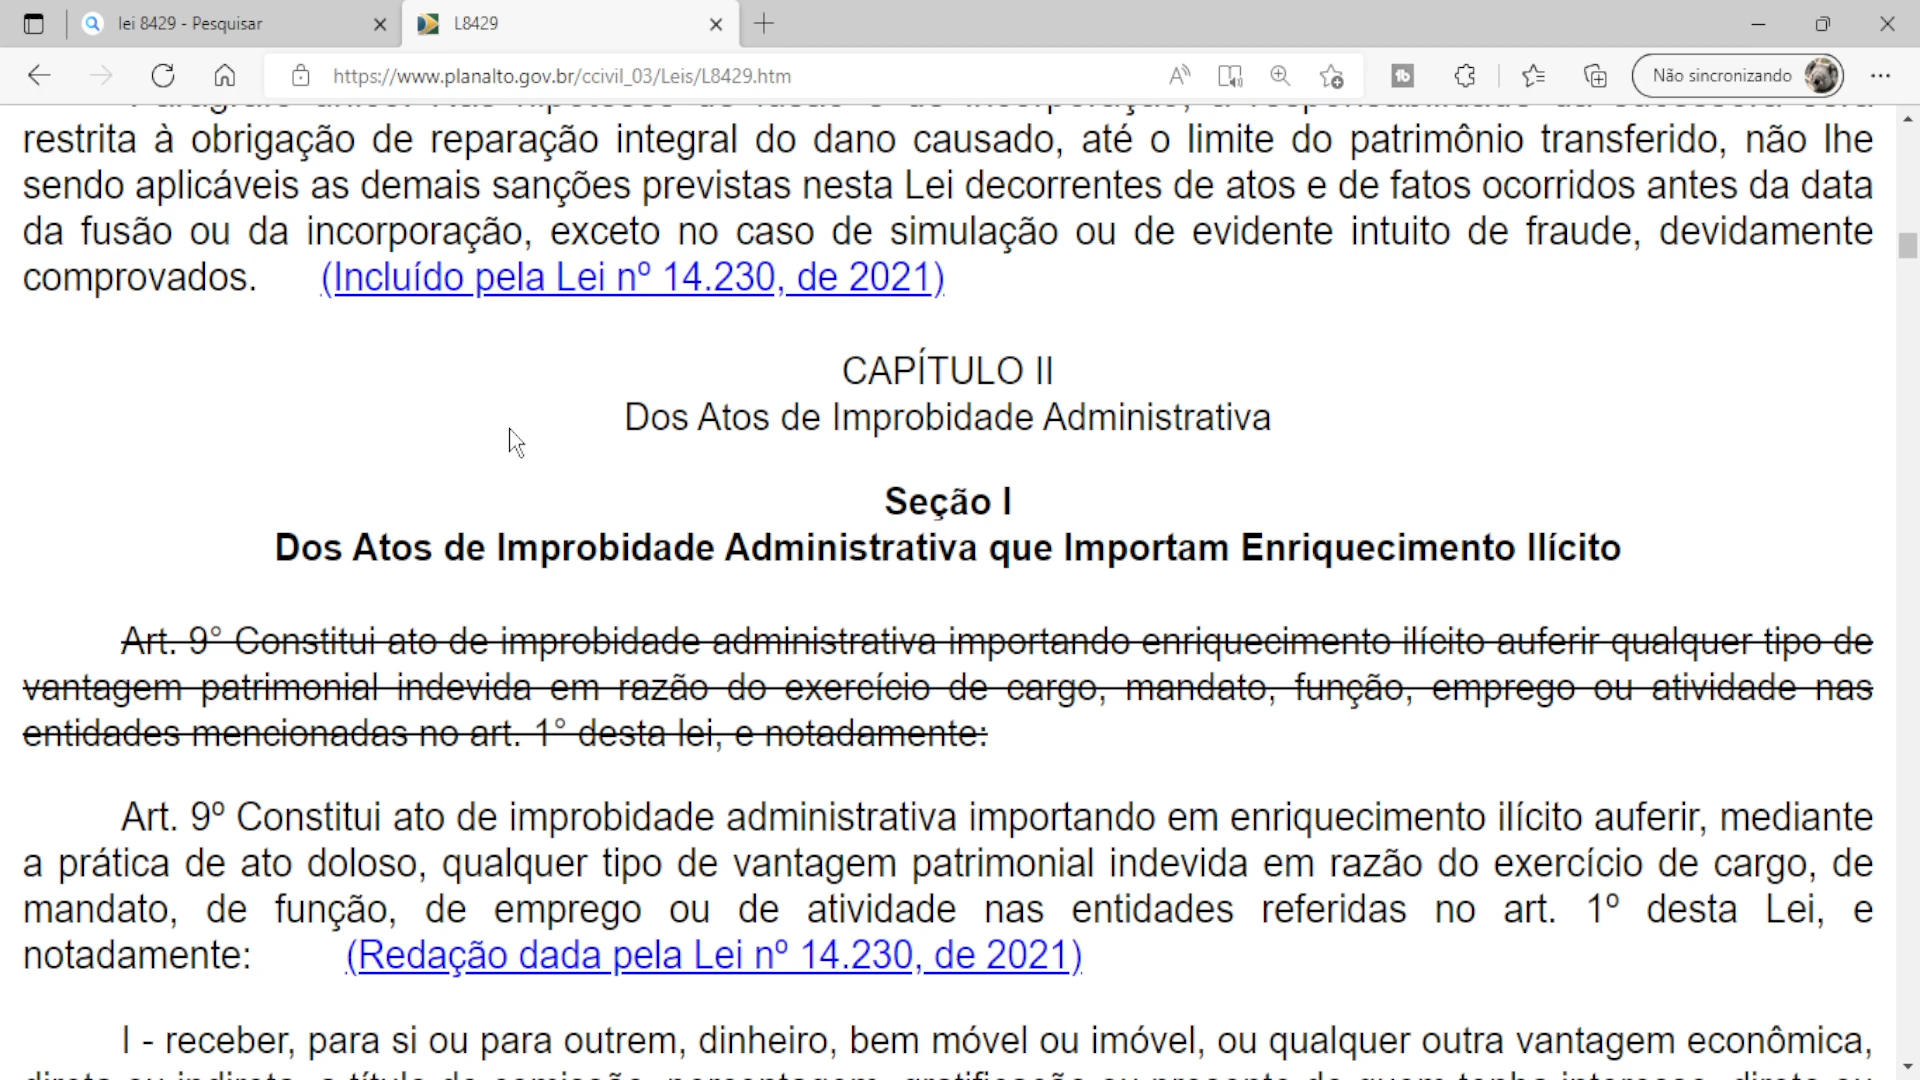 lei 8429 - Pesquisar
L8429
https://www.planalto.gov.br/ccivil_03/Leis/L8429.htm
Não sincronizando
restrita à obrigação de reparação integral do dano causado, até o limite do patrimônio transferido, não lhe
sendo aplicáveis as demais sanções previstas nesta Lei decorrentes de atos e de fatos ocorridos antes da data
da fusão ou da incorporação, exceto no caso de simulação ou de evidente intuito de fraude, devidamente
comprovados. (Incluído pela Lei nº 14.230, de 2021)
CAPÍTULO II
Dos Atos de Improbidade Administrativa
Seção I
Dos Atos de Improbidade Administrativa que Importam Enriquecimento Ilícito
Art. 9° Constitui ato de improbidade administrativa importando enriquecimento ilícito auferir qualquer tipo de
vantagem patrimonial indevida em razão do exercício de cargo, mandato, função, emprego ou atividade nas
entidades mencionadas no art. 1° desta lei, e notadamente:
Art. 9º Constitui ato de improbidade administrativa importando em enriquecimento ilícito auferir, mediante
a prática de ato doloso, qualquer tipo de vantagem patrimonial indevida em razão do exercício de cargo, de
mandato, de função, de emprego ou de atividade nas entidades referidas no art. 1º desta Lei, e
notadamente: (Redação dada pela Lei nº 14.230, de 2021)
I - receber, para si ou para outrem, dinheiro, bem móvel ou imóvel, ou qualquer outra vantagem econômica,